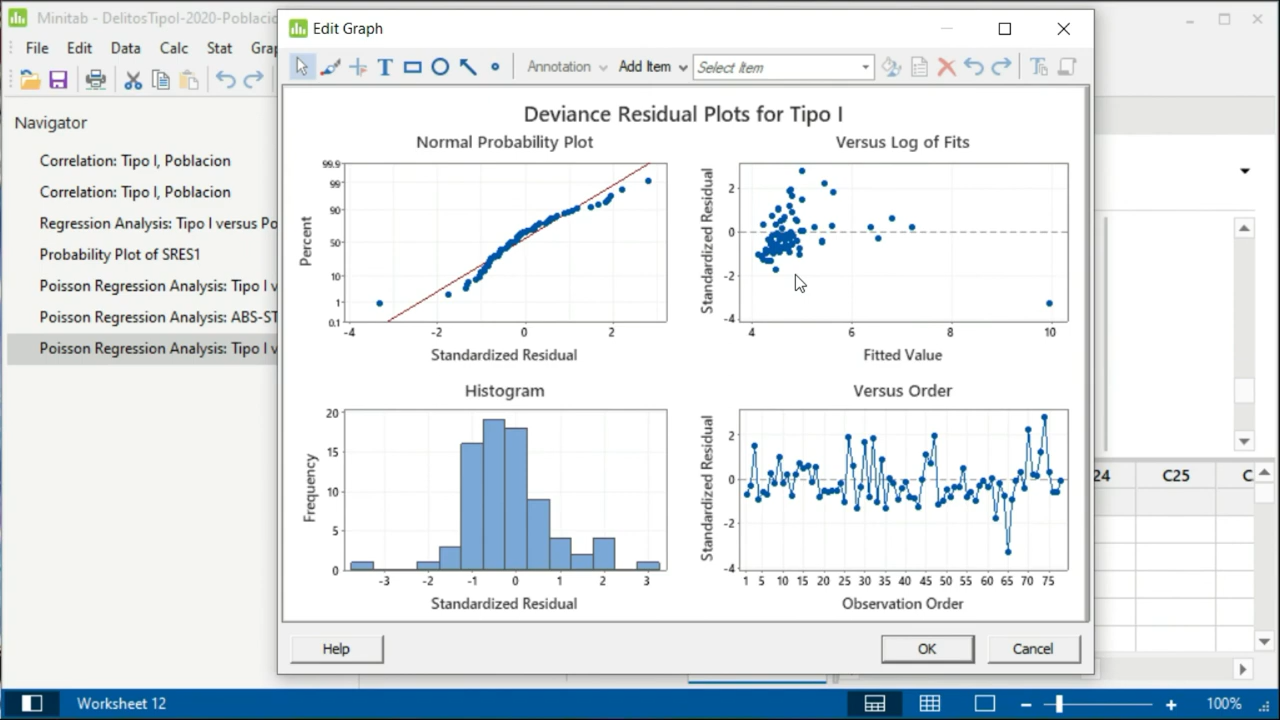 Minitab - DelitosTipoI-2020-Poblacio
File Edit Data Calc Stat Gra
Navigator
Correlation: Tipo I, Poblacion
Correlation: Tipo I, Poblacion
Regression Analysis: Tipo I versus Po
Probability Plot of SRES1
Poisson Regression Analysis: Tipo I v
Poisson Regression Analysis: ABS-ST
Poisson Regression Analysis: Tipo I v
Edit Graph
T Annotation Add Item Select Item
Deviance Residual Plots for Tipo I
Normal Probability Plot
99.9
99
90
50
10
1
0.1
Percent
-4 -2 0 2
Standardized Residual
Versus Log of Fits
2
0
-2
-4
Standardized Residual
4 6 8 10
Fitted Value
Histogram
20
15
10
5
0
Frequency
-3 -2 -1 0 1 2 3
Standardized Residual
Versus Order
2
0
-2
-4
Standardized Residual
1 5 10 15 20 25 30 35 40 45 50 55 60 65 70 75
Observation Order
Help OK Cancel
24 C25 C
Worksheet 12
100%